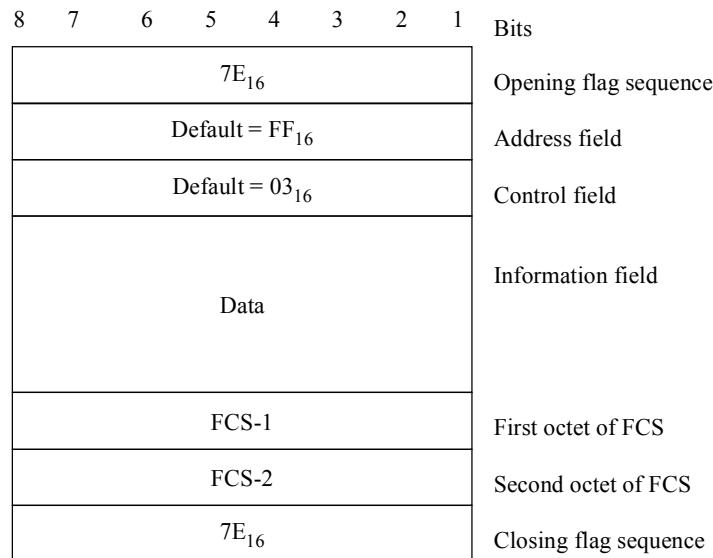 8 7 6 5 4 3 2 1 Bits
7E₁₆ Opening flag sequence
Default = FF₁₆ Address field
Default = 03₁₆ Control field
Information field
Data
FCS-1 First octet of FCS
FCS-2 Second octet of FCS
7E₁₆ Closing flag sequence